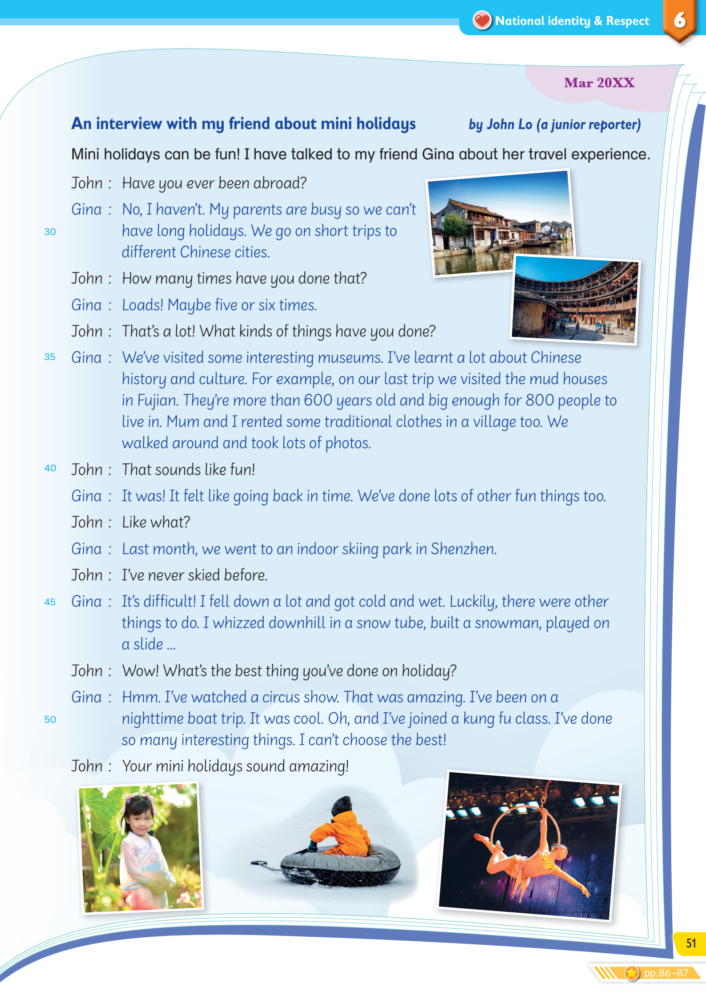 National identity & Respect
6
Mar 20XX
An interview with my friend about mini holidays by John Lo (a junior reporter)
Mini holidays can be fun! I have talked to my friend Gina about her travel experience.
John : Have you ever been abroad?
Gina : No, I haven't. My parents are busy so we can't
30 have long holidays. We go on short trips to
different Chinese cities.
John : How many times have you done that?
Gina : Loads! Maybe five or six times.
John : That's a lot! What kinds of things have you done?
35 Gina : We've visited some interesting museums. I've learnt a lot about Chinese
history and culture. For example, on our last trip we visited the mud houses
in Fujian. They're more than 600 years old and big enough for 800 people to
live in. Mum and I rented some traditional clothes in a village too. We
walked around and took lots of photos.
40 John : That sounds like fun!
Gina : It was! It felt like going back in time. We've done lots of other fun things too.
John : Like what?
Gina : Last month, we went to an indoor skiing park in Shenzhen.
John : I've never skied before.
45 Gina : It's difficult! I fell down a lot and got cold and wet. Luckily, there were other
things to do. I whizzed downhill in a snow tube, built a snowman, played on
a slide ...
John : Wow! What's the best thing you've done on holiday?
Gina : Hmm. I've watched a circus show. That was amazing. I've been on a
50 nighttime boat trip. It was cool. Oh, and I've joined a kung fu class. I've done
so many interesting things. I can't choose the best!
John : Your mini holidays sound amazing!
51
pp.86–87